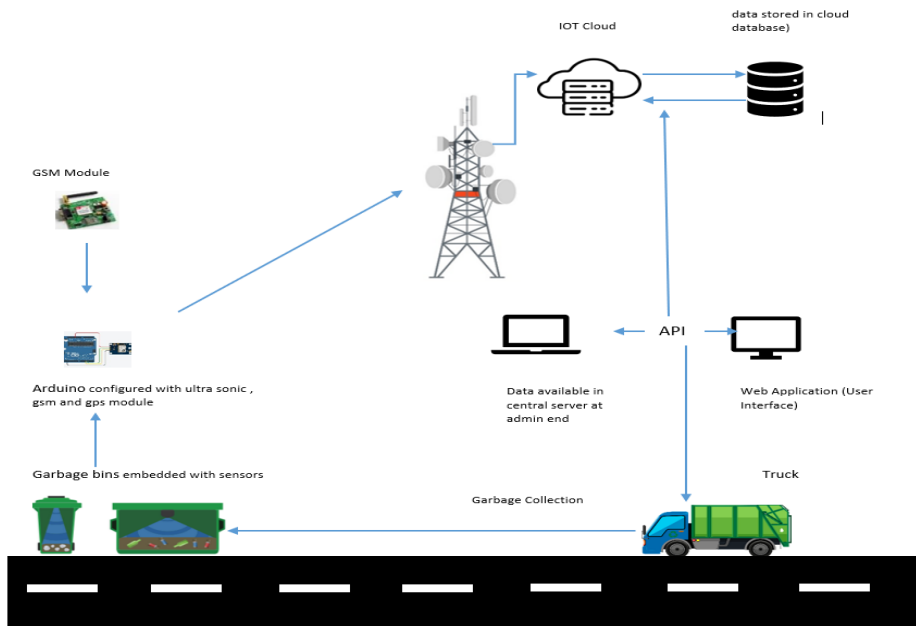 IOT Cloud
data stored in cloud
database)
GSM Module
Arduino configured with ultra sonic ,
gsm and gps module
API
Data available in
central server at
admin end
Web Application (User
Interface)
Garbage bins embedded with sensors
Garbage Collection
Truck